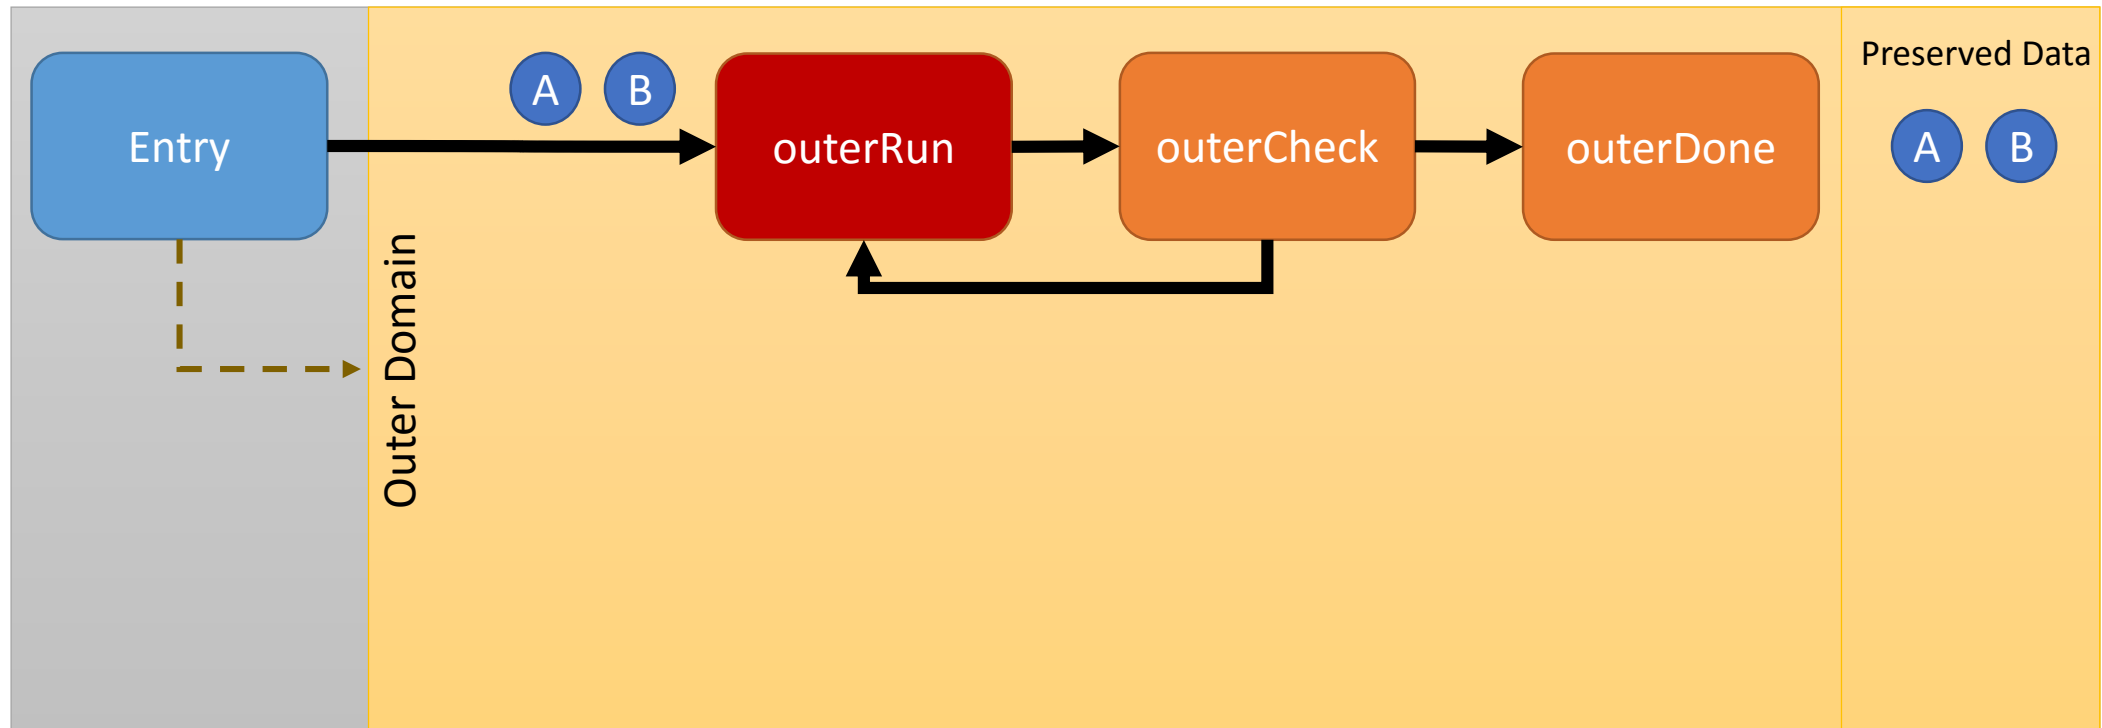 Entry
A
B
outerRun
outerCheck
outerDone
Preserved Data
A
B
Outer Domain